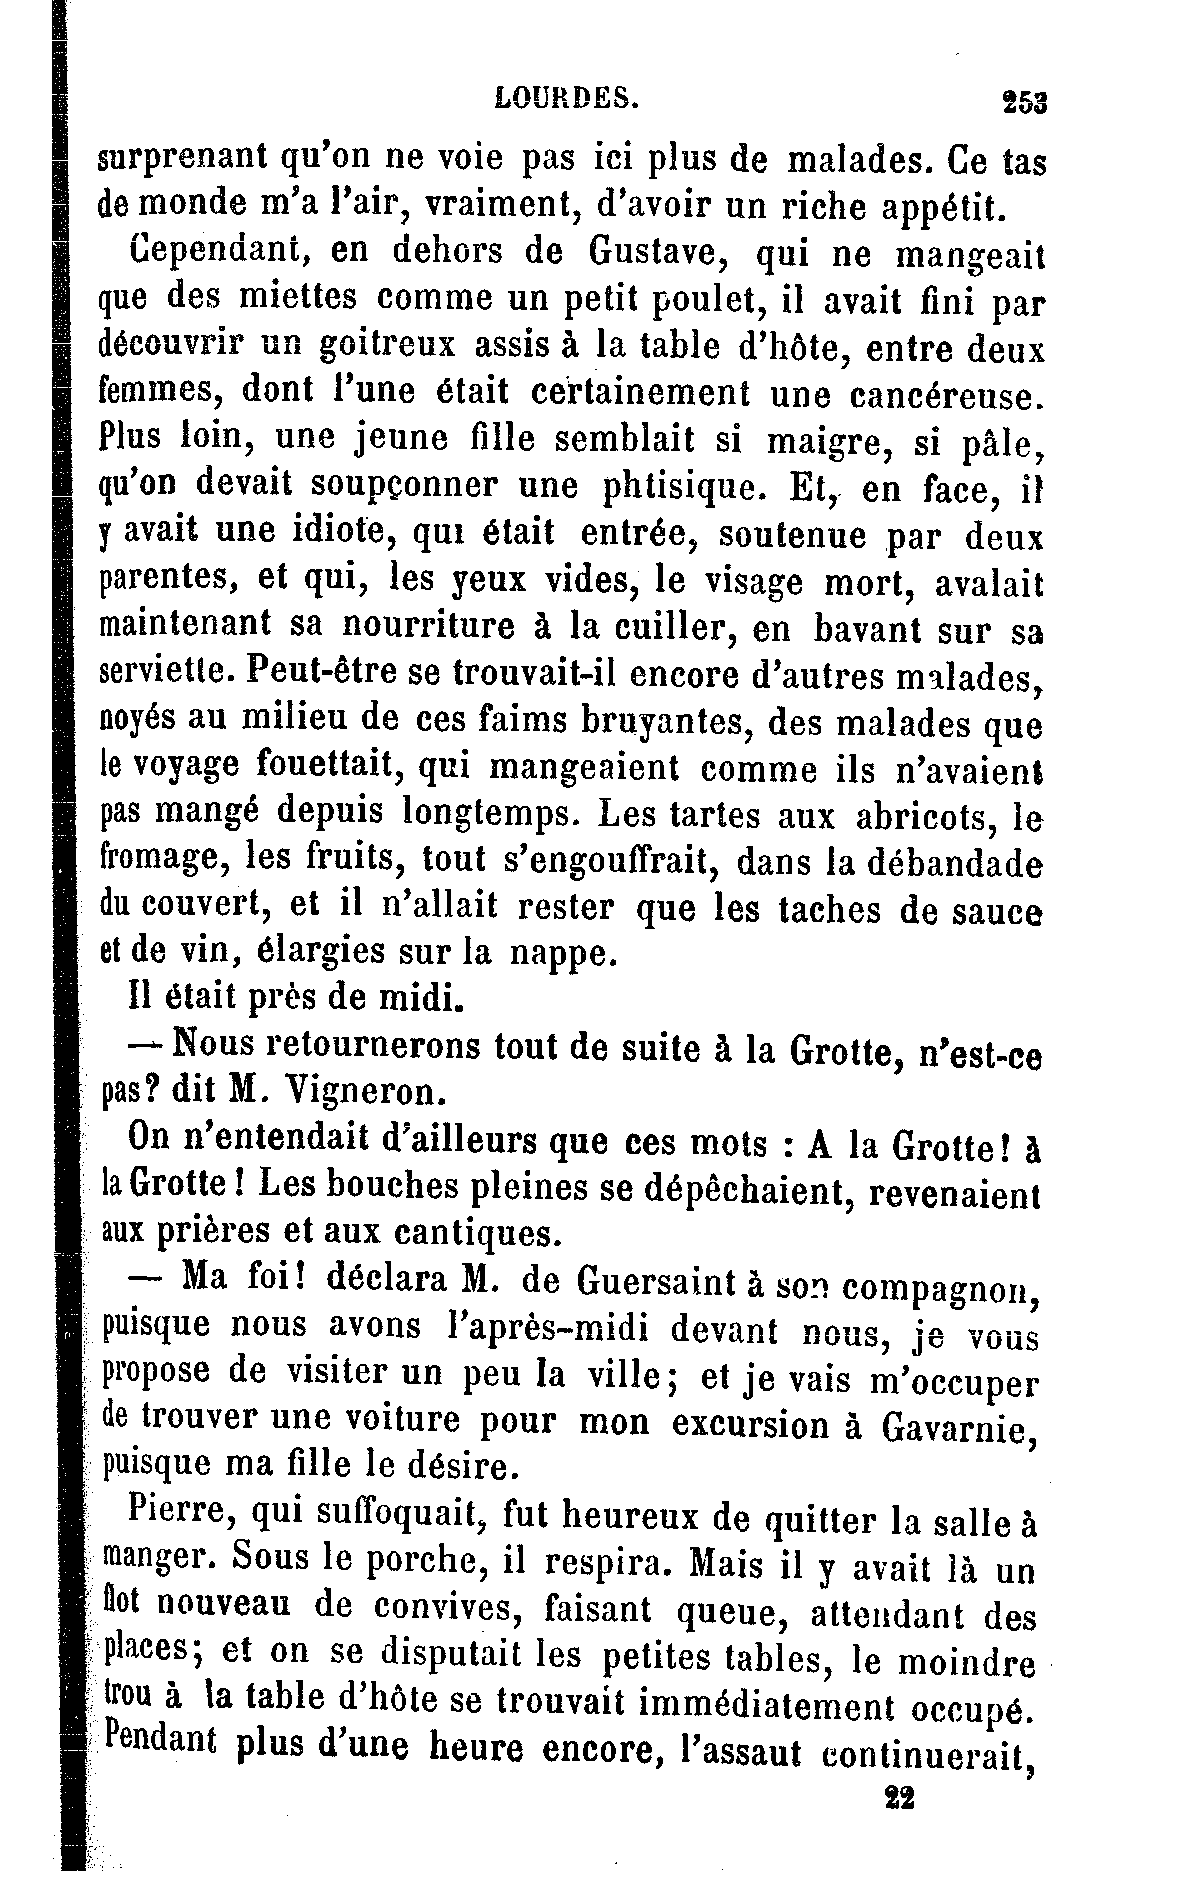 LOURDES. 253
surprenant qu'on ne voie pas ici plus de malades. Ce tas
de monde m'a l'air, vraiment, d'avoir un riche appétit.
Cependant, en dehors de Gustave, qui ne mangeait
que des miettes comme un petit poulet, il avait fini par
découvrir un goitreux assis à la table d'hôte, entre deux
femmes, dont l'une était certainement une cancéreuse.
Plus loin, une jeune fille semblait si maigre, si pâle,
qu'on devait soupçonner une phtisique. Et, en face, il
y avait une idiote, qui était entrée, soutenue par deux
parentes, et qui, les yeux vides, le visage mort, avalait
maintenant sa nourriture à la cuiller, en bavant sur sa
serviette. Peut-être se trouvait-il encore d'autres malades,
noyés au milieu de ces faims bruyantes, des malades que
le voyage fouettait, qui mangeaient comme ils n'avaient
pas mangé depuis longtemps. Les tartes aux abricots, le
fromage, les fruits, tout s'engouffrait, dans la débandade
du couvert, et il n'allait rester que les taches de sauce
et de vin, élargies sur la nappe.
Il était près de midi.
— Nous retournerons tout de suite à la Grotte, n'est-ce
pas? dit M. Vigneron.
On n'entendait d'ailleurs que ces mots : A la Grotte! à
la Grotte! Les bouches pleines se dépêchaient, revenaient
aux prières et aux cantiques.
— Ma foi! déclara M. de Guersaint à son compagnon,
puisque nous avons l'après-midi devant nous, je vous
propose de visiter un peu la ville; et je vais m'occuper
de trouver une voiture pour mon excursion à Gavarnie,
puisque ma fille le désire.
Pierre, qui suffoquait, fut heureux de quitter la salle à
manger. Sous le porche, il respira. Mais il y avait là un
flot nouveau de convives, faisant queue, attendant des
places; et on se disputait les petites tables, le moindre
trou à la table d'hôte se trouvait immédiatement occupé.
Pendant plus d'une heure encore, l'assaut continuerait,
22